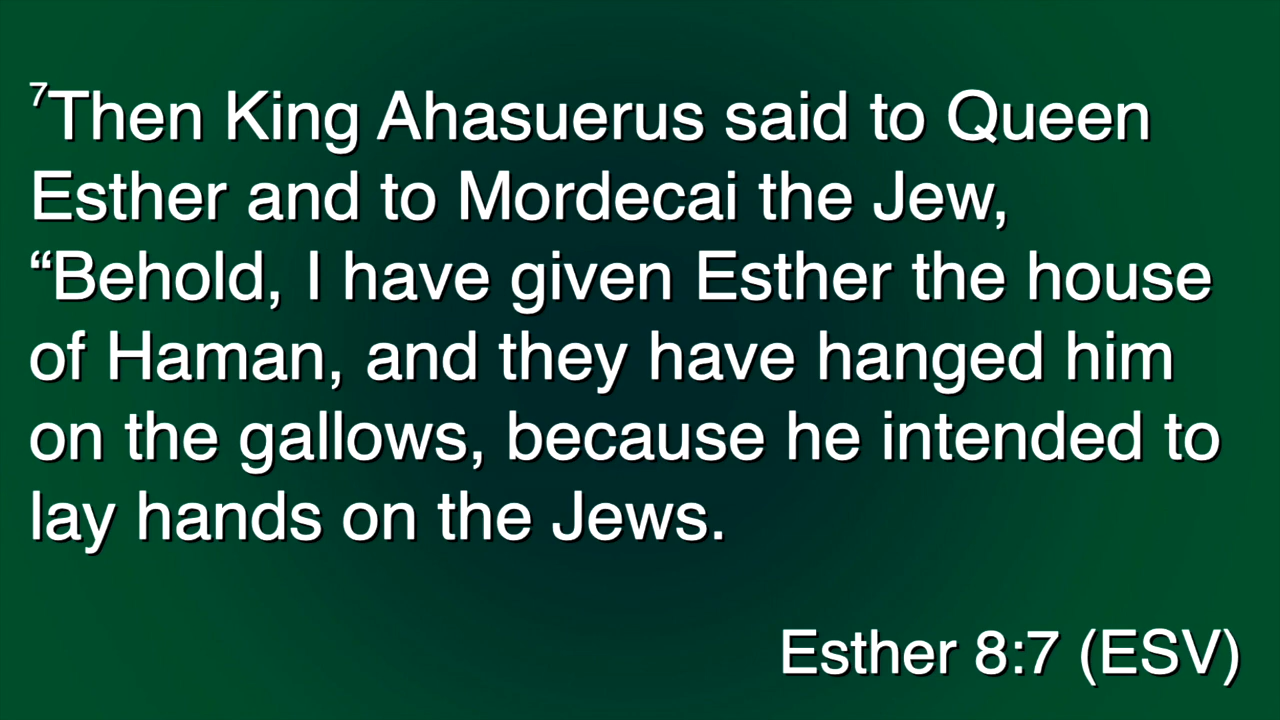 7Then King Ahasuerus said to Queen
Esther and to Mordecai the Jew,
“Behold, I have given Esther the house
of Haman, and they have hanged him
on the gallows, because he intended to
lay hands on the Jews.
Esther 8:7 (ESV)